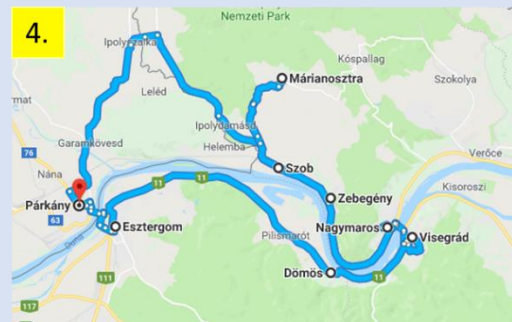 4.
Nemzeti Park
Ipolyszalka
Kóspallag
Márianosztra
Szokolya
Leléd
Ipolydamásd
Garamkövesd
Helemba
Verőce
76
Nána
Szob
Kisoroszi
11
11
Párkány
Zebegény
63
Esztergom
Nagymaros
Visegrád
Pilismarót
Dömös
11
111
117